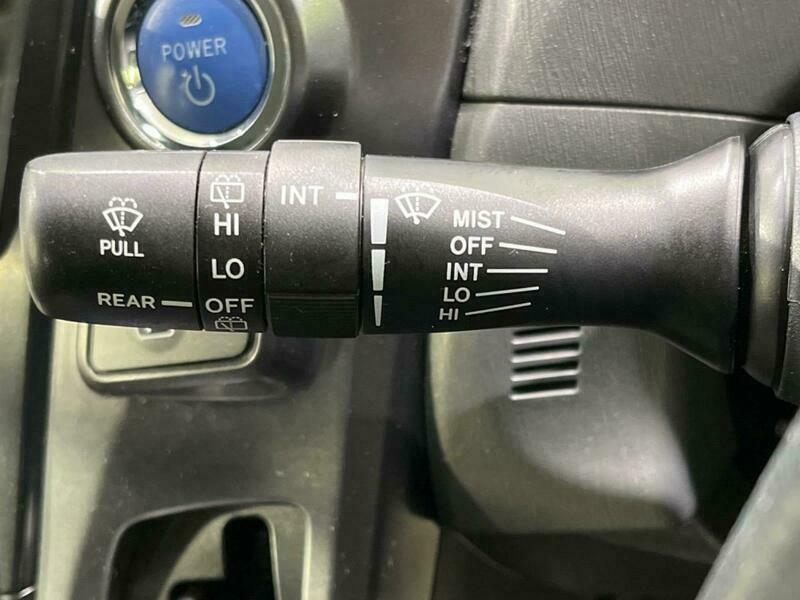 POWER
PULL
REAR
HI
LO
OFF
INT
MIST
OFF
INT
LO
HI